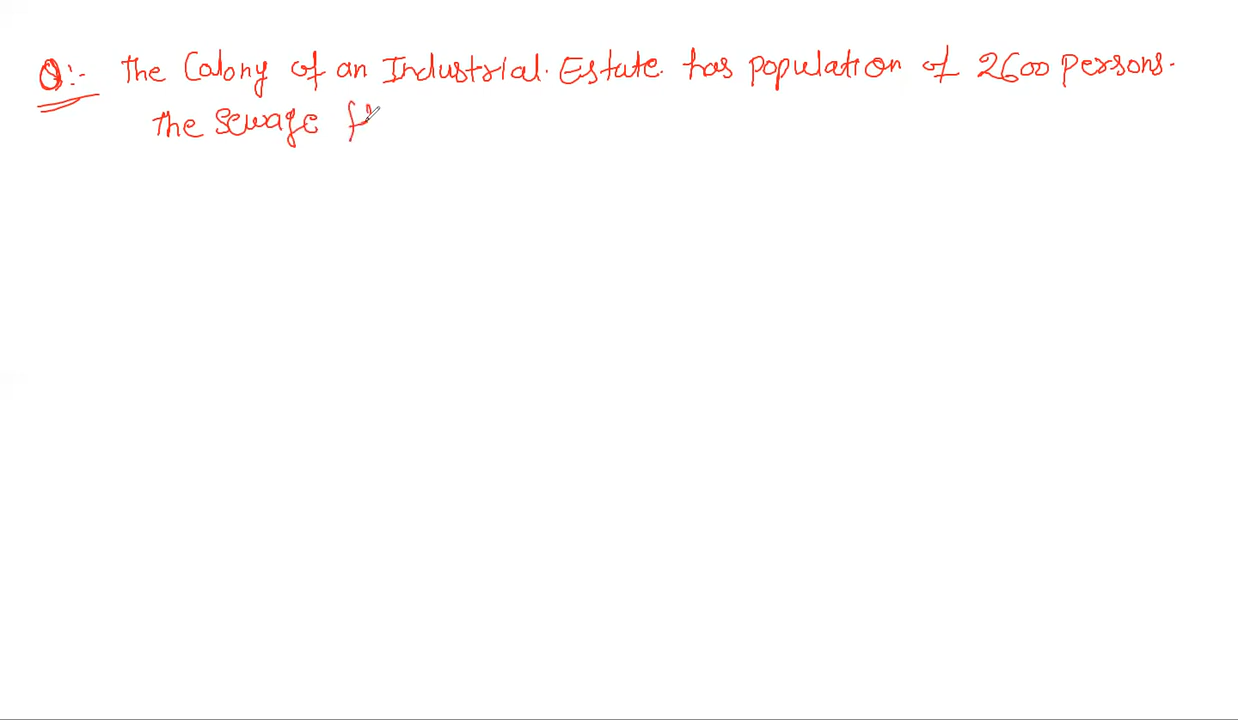 Q:- The Colony of an Industrial. Estate. has population of 2600 persons.
The sewage